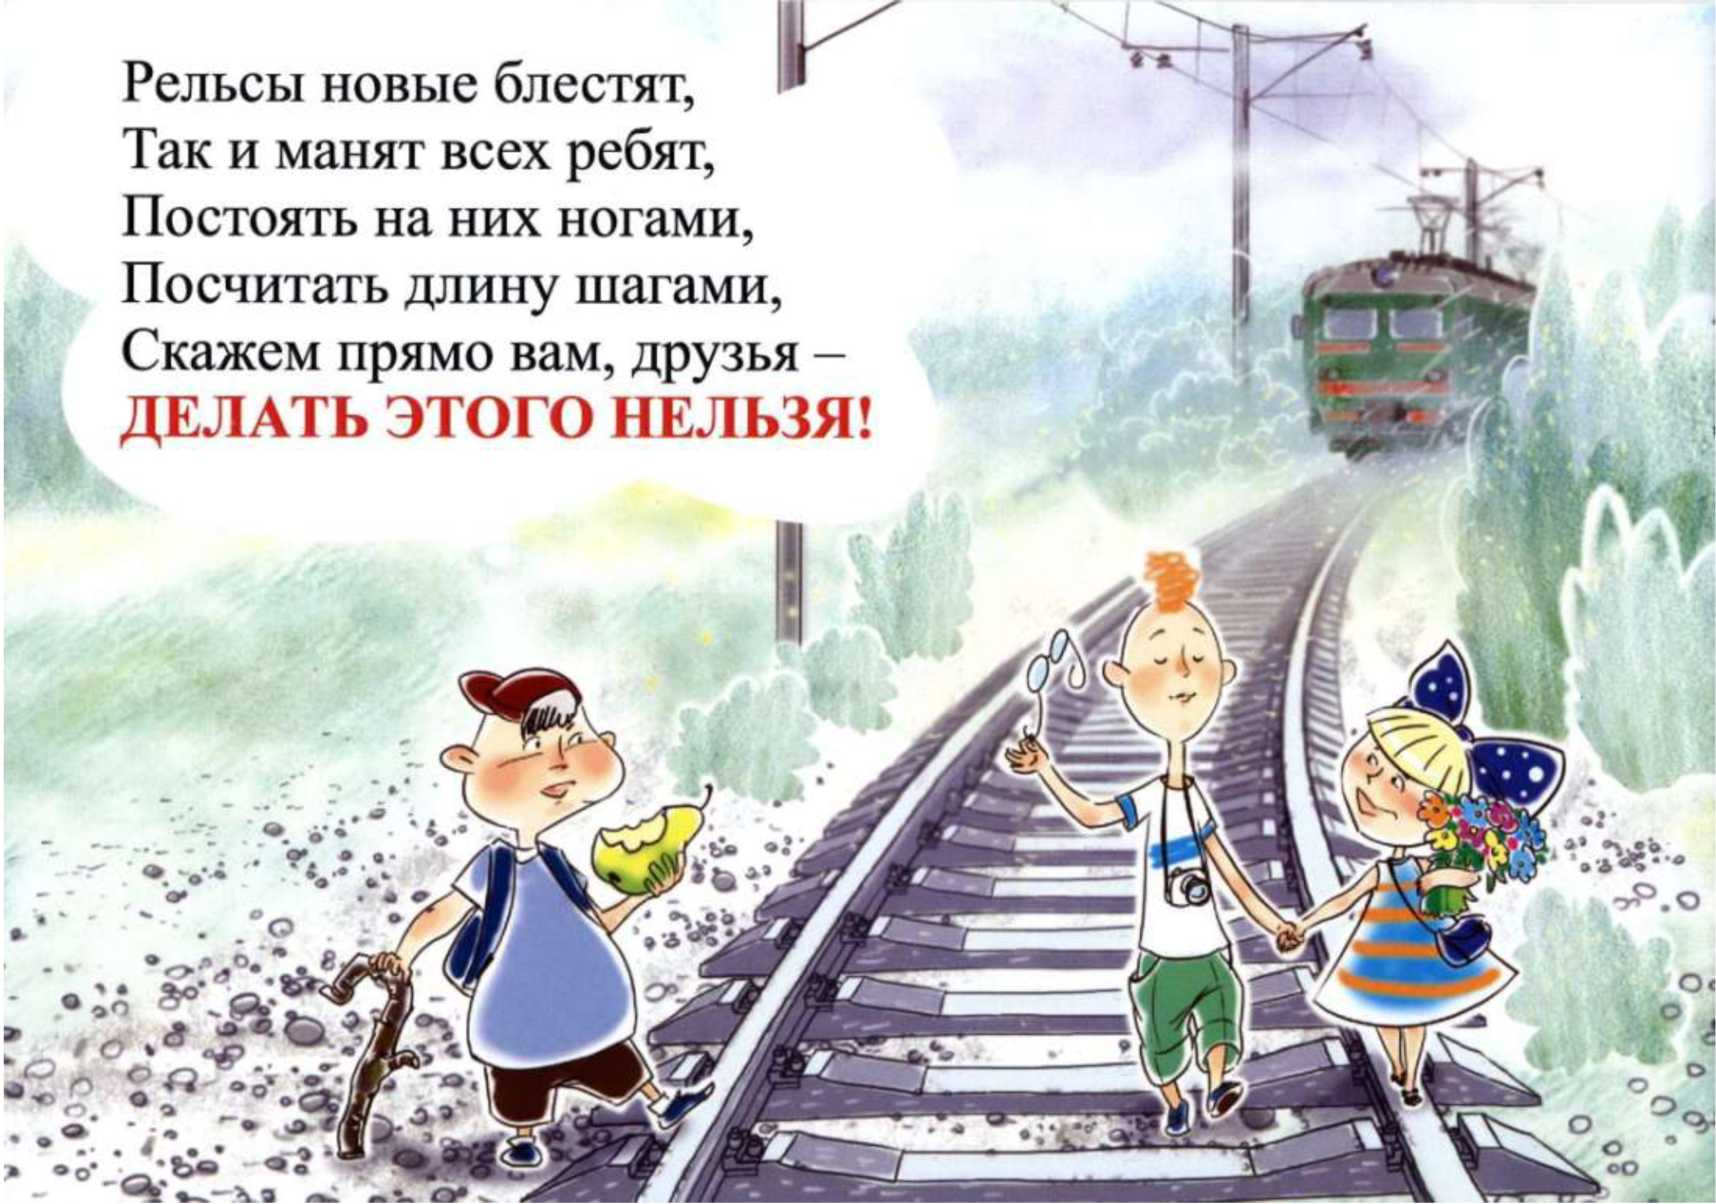 Рельсы новые блестят,
Так и манят всех ребят,
Постоять на них ногами,
Посчитать длину шагами,
Скажем прямо вам, друзья –
ДЕЛАТЬ ЭТОГО НЕЛЬЗЯ!